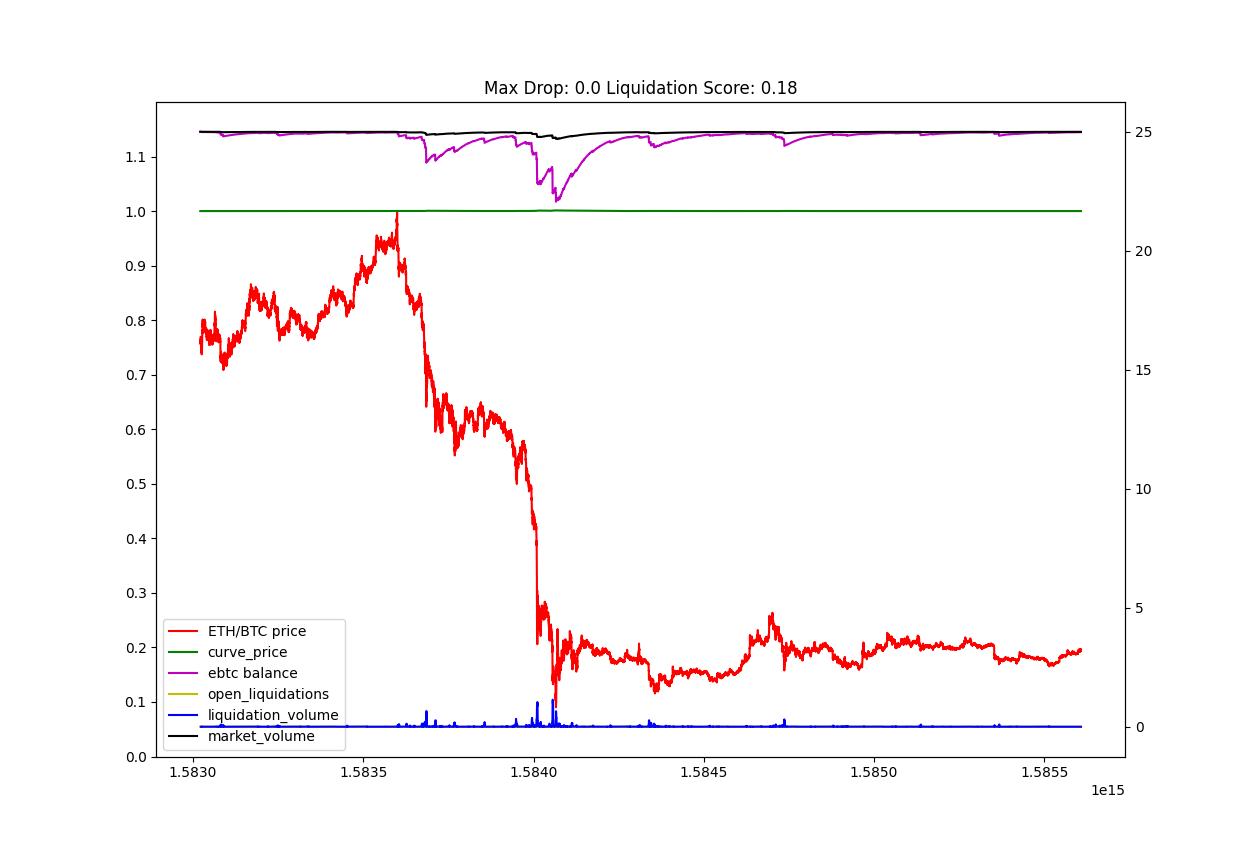 Max Drop: 0.0 Liquidation Score: 0.18
1.1
1.0
0.9
0.8
0.7
0.6
0.5
0.4
0.3
0.2
0.1
0.0
25
20
15
10
5
0
ETH/BTC price
curve_price
ebtc balance
open_liquidations
liquidation_volume
market_volume
1.5830 1.5835 1.5840 1.5845 1.5850 1.5855
1e15